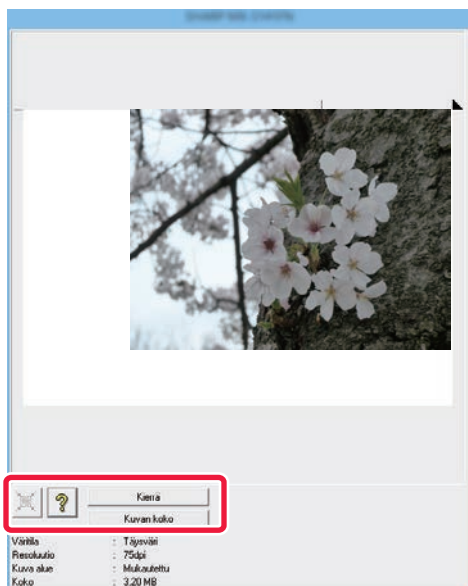 ?
Kierrä
Kuvan koko
Väritila : Täysväri
Resoluutio : 75dpi
Kuva alue : Mukautettu
Koko : 3.20 MB